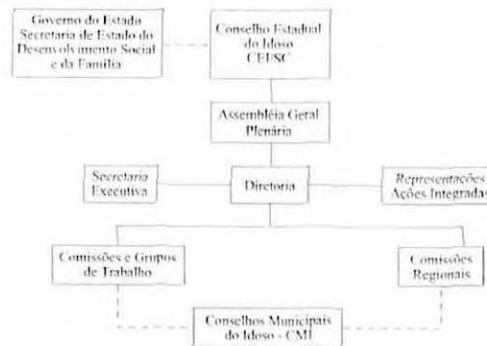 Governo do Estado
Secretaria de Estado do
Desenvolvimento Social
e da Família
Conselho Estadual
do Idoso
CEI/SC
Assembléia Geral
Plenária
Secretaria
Executiva
Diretoria
Representações
Ações Integradas
Comissões e Grupos
de Trabalho
Comissões
Regionais
Conselhos Municipais
do Idoso - CMI